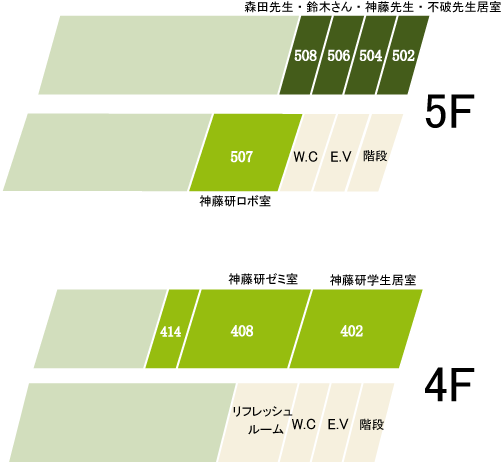 森田先生・鈴木さん・神藤先生・不破先生居室
508 506 504 502
5F
507 W.C E.V 階段
神藤研ロボ室
神藤研ゼミ室 神藤研学生居室
414 408 402
4F
リフレッシュ
ルーム W.C E.V 階段